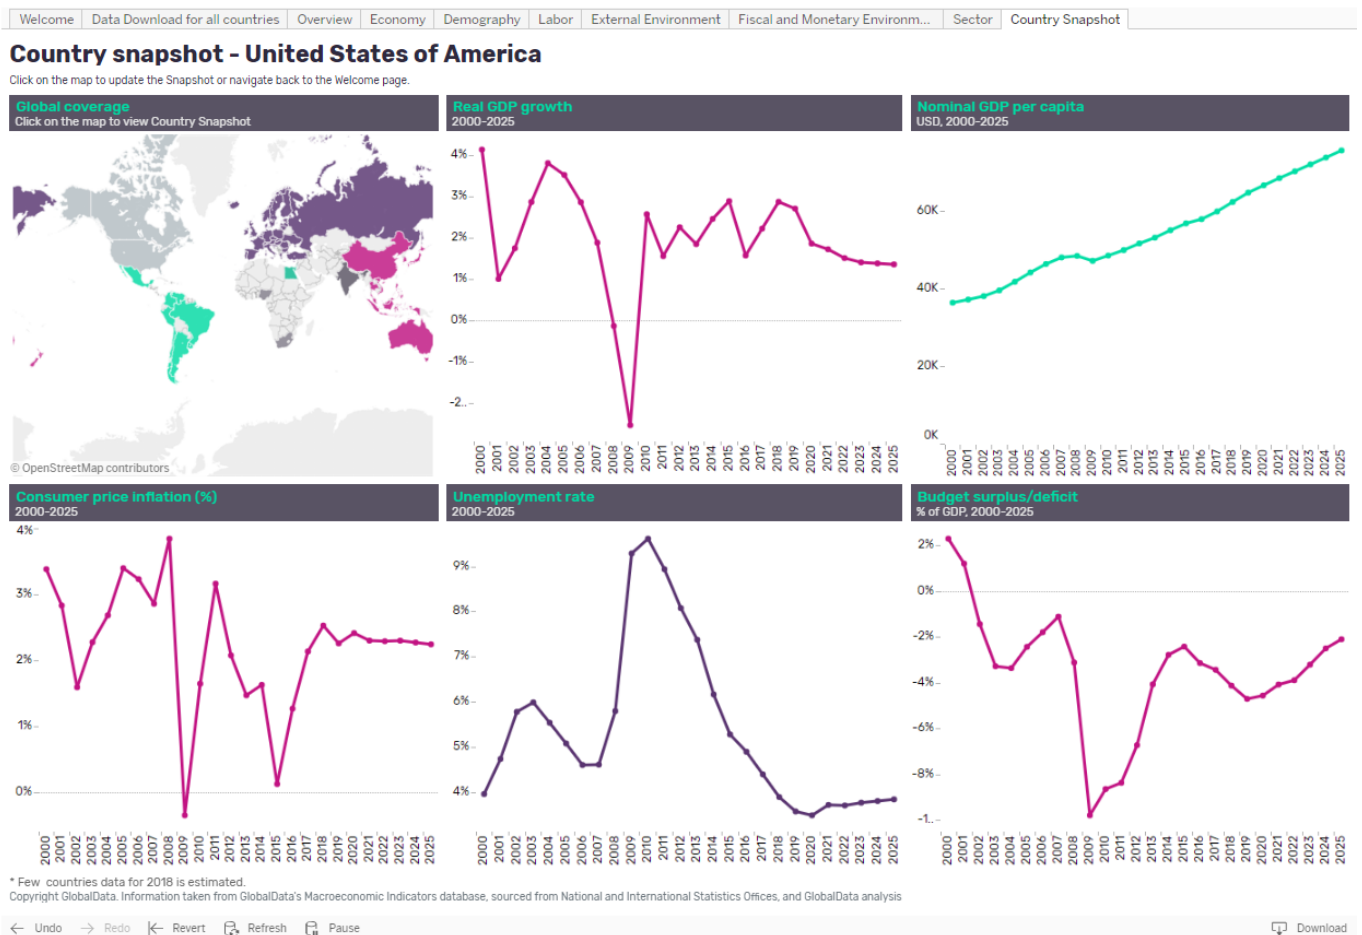 Welcome Data Download for all countries Overview Economy Demography Labor External Environment Fiscal and Monetary Environm... Sector Country Snapshot
Country snapshot - United States of America
Click on the map to update the Snapshot or navigate back to the Welcome page.
Global coverage
Click on the map to view Country Snapshot
© OpenStreetMap contributors
Real GDP growth
2000-2025
4%
3%
2%
1%
0%
-1%
-2..
2000 2001 2002 2003 2004 2005 2006 2007 2008 2009 2010 2011 2012 2013 2014 2015 2016 2017 2018 2019 2020 2021 2022 2023 2024 2025
Nominal GDP per capita
USD, 2000-2025
60K
40K
20K
0K
2000 2001 2002 2003 2004 2005 2006 2007 2008 2009 2010 2011 2012 2013 2014 2015 2016 2017 2018 2019 2020 2021 2022 2023 2024 2025
Consumer price inflation (%)
2000-2025
4%
3%
2%
1%
0%
2000 2001 2002 2003 2004 2005 2006 2007 2008 2009 2010 2011 2012 2013 2014 2015 2016 2017 2018 2019 2020 2021 2022 2023 2024 2025
Unemployment rate
2000-2025
9%
8%
7%
6%
5%
4%
2000 2001 2002 2003 2004 2005 2006 2007 2008 2009 2010 2011 2012 2013 2014 2015 2016 2017 2018 2019 2020 2021 2022 2023 2024 2025
Budget surplus/deficit
% of GDP, 2000-2025
2%
0%
-2%
-4%
-6%
-8%
-1..
2000 2001 2002 2003 2004 2005 2006 2007 2008 2009 2010 2011 2012 2013 2014 2015 2016 2017 2018 2019 2020 2021 2022 2023 2024 2025
* Few countries data for 2018 is estimated.
Copyright GlobalData. Information taken from GlobalData's Macroeconomic Indicators database, sourced from National and International Statistics Offices, and GlobalData analysis
Undo Redo Revert Refresh Pause Download